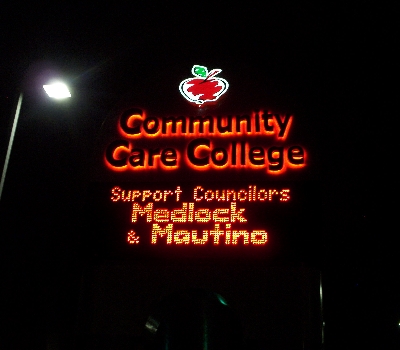 Community
Care College
Support Councilors
Medlock
& Mautino